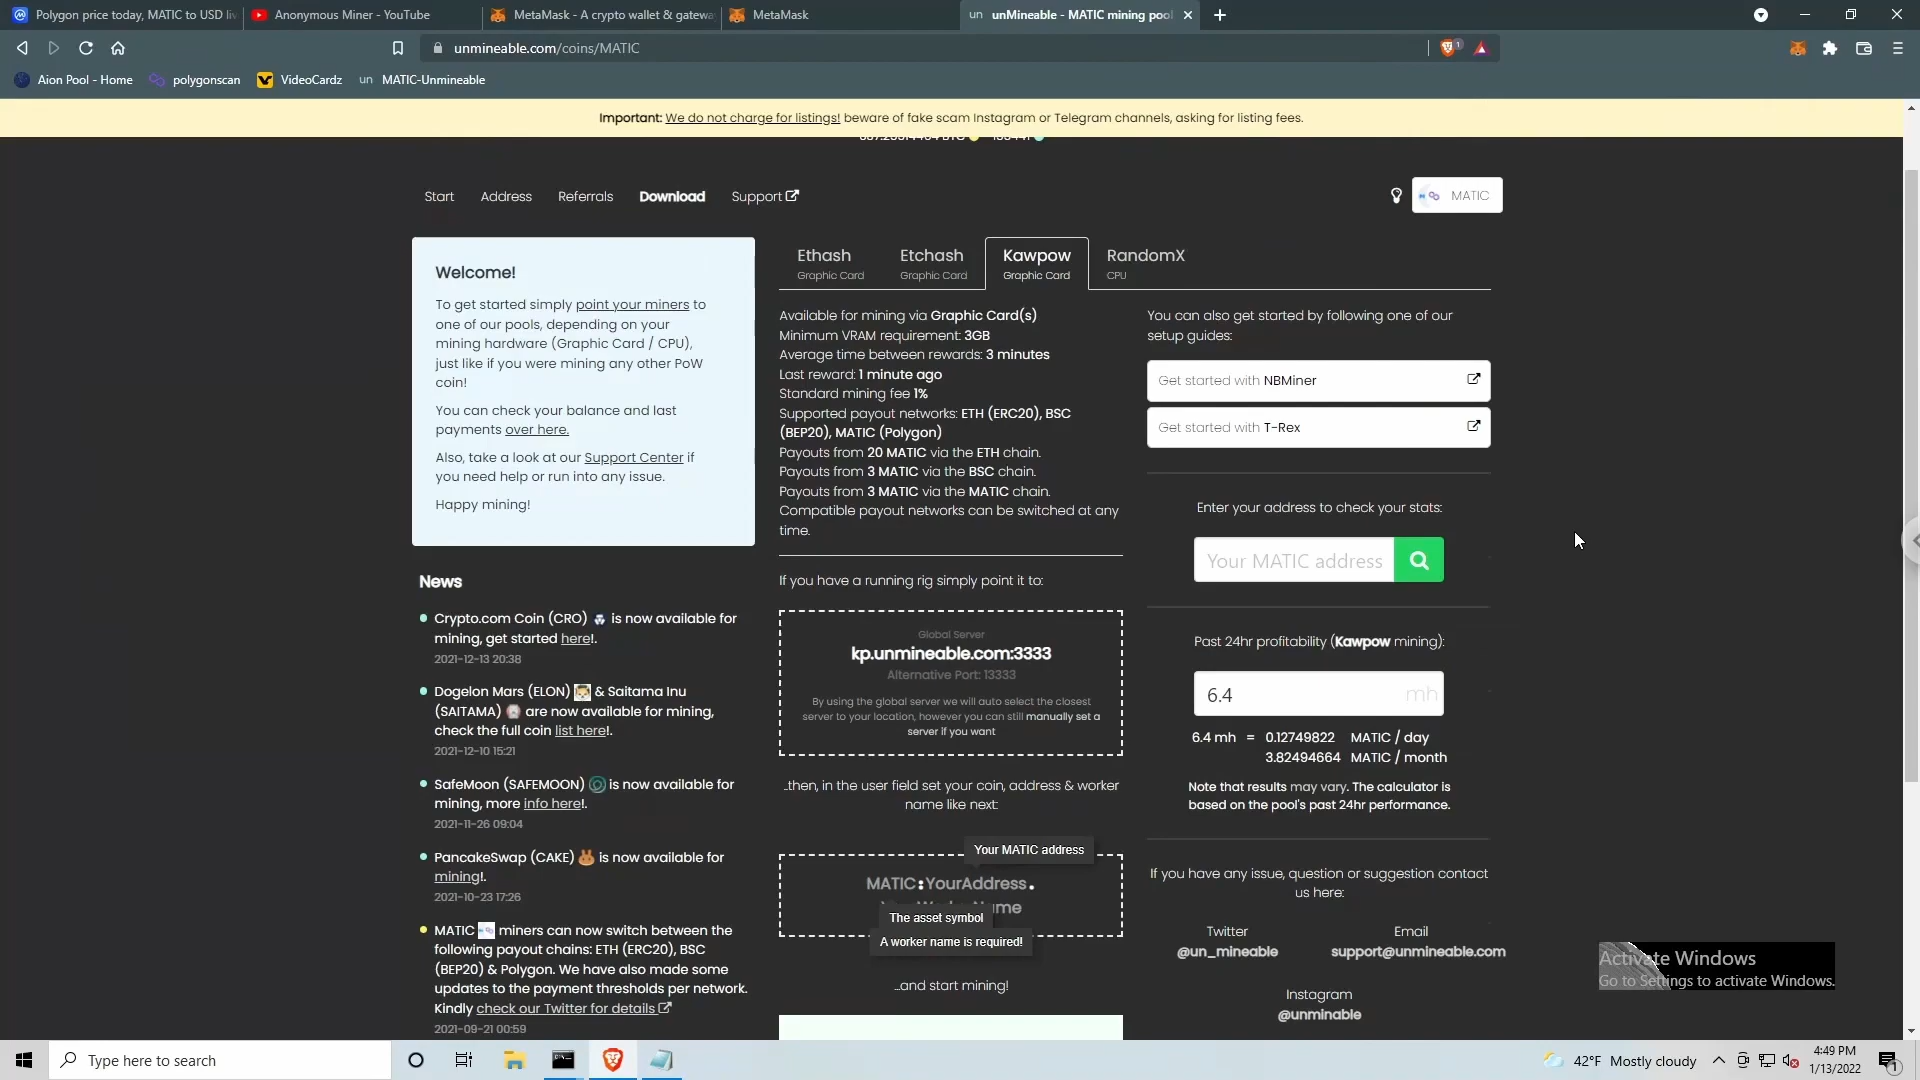 Polygon price today, MATIC to USD li
Anonymous Miner - YouTube
MetaMask - A crypto wallet & gatewa
MetaMask
un unMineable - MATIC mining pool
unmineable.com/coins/MATIC
1
Aion Pool - Home
polygonscan
VideoCardz
un MATIC-Unmineable
Important: We do not charge for listings! beware of fake scam Instagram or Telegram channels, asking for listing fees.
Start
Address
Referrals
Download
Support
MATIC
Welcome!
To get started simply point your miners to
one of our pools, depending on your
mining hardware (Graphic Card / CPU),
just like if you were mining any other PoW
coin!
You can check your balance and last
payments over here.
Also, take a look at our Support Center if
you need help or run into any issue.
Happy mining!
News
Crypto.com Coin (CRO) is now available for
mining, get started here!.
2021-12-13 20:38
Dogelon Mars (ELON) & Saitama Inu
(SAITAMA) are now available for mining,
check the full coin list here!.
2021-12-10 15:21
SafeMoon (SAFEMOON) is now available for
mining, more info here!.
2021-11-26 09:04
PancakeSwap (CAKE) is now available for
mining!.
2021-10-23 17:26
MATIC miners can now switch between the
following payout chains: ETH (ERC20), BSC
(BEP20) & Polygon. We have also made some
updates to the payment thresholds per network.
Kindly check our Twitter for details
2021-09-21 00:59
Ethash
Graphic Card
Etchash
Graphic Card
Kawpow
Graphic Card
RandomX
CPU
Available for mining via Graphic Card(s)
Minimum VRAM requirement: 3GB
Average time between rewards: 3 minutes
Last reward: 1 minute ago
Standard mining fee 1%
Supported payout networks: ETH (ERC20), BSC
(BEP20), MATIC (Polygon)
Payouts from 20 MATIC via the ETH chain.
Payouts from 3 MATIC via the BSC chain.
Payouts from 3 MATIC via the MATIC chain.
Compatible payout networks can be switched at any
time.
If you have a running rig simply point it to:
Global Server
kp.unmineable.com:3333
Alternative Port: 13333
By using the global server we will auto select the closest
server to your location, however you can still manually set a
server if you want
..then, in the user field set your coin, address & worker
name like next:
Your MATIC address
MATIC:YourAddress.
The asset symbol
A worker name is required!
...and start mining!
You can also get started by following one of our
setup guides:
Get started with NBMiner
Get started with T-Rex
Enter your address to check your stats:
Your MATIC address
Past 24hr profitability (Kawpow mining):
6.4 mh
6.4 mh = 0.12749822 MATIC / day
3.82494664 MATIC / month
Note that results may vary. The calculator is
based on the pool's past 24hr performance.
If you have any issue, question or suggestion contact
us here:
Twitter
@un_mineable
Email
support@unmineable.com
Instagram
@unminable
Activate Windows
Go to Settings to activate Windows.
Type here to search
42°F Mostly cloudy
4:49 PM
1/13/2022
1